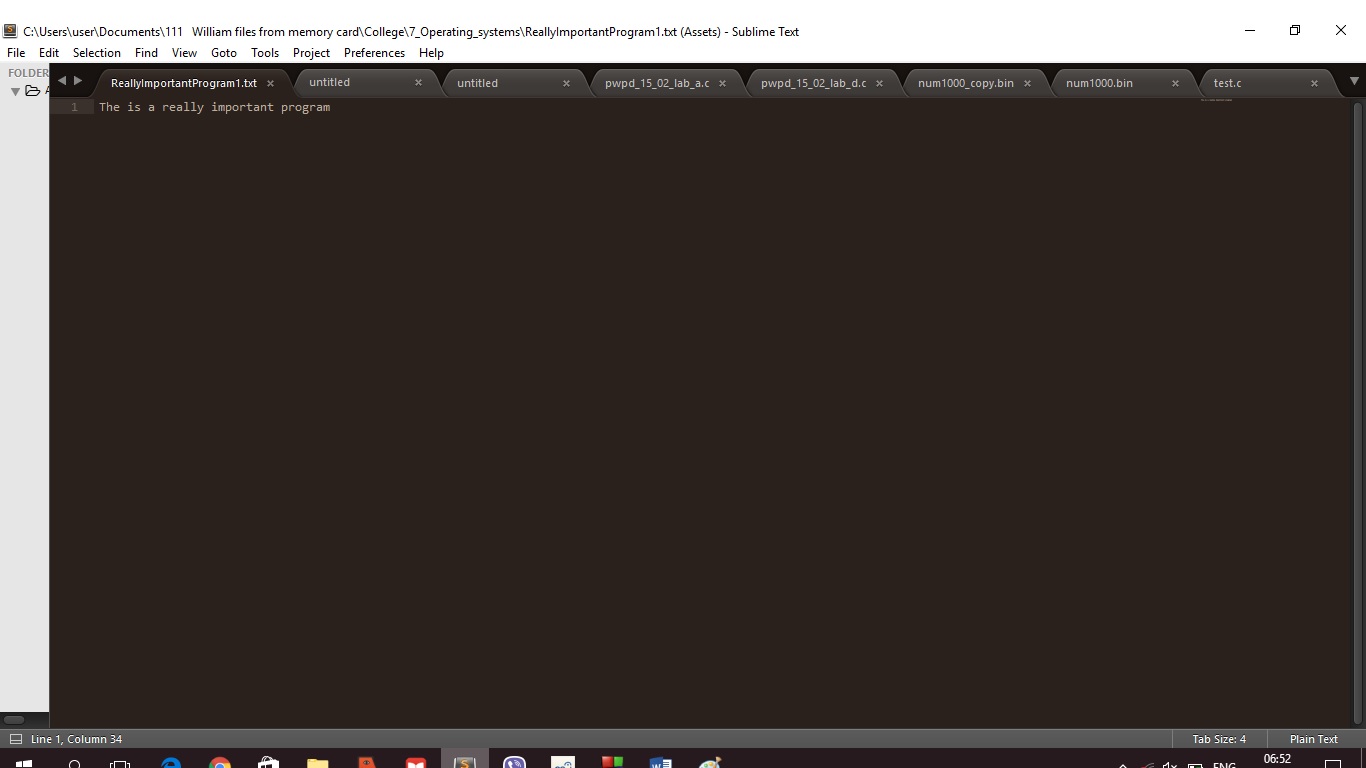 C:\Users\user\Documents\111   William files from memory card\College\7_Operating_systems\ReallyImportantProgram1.txt (Assets) - Sublime Text
File Edit Selection Find View Goto Tools Project Preferences Help
FOLDER
ReallyImportantProgram1.txt untitled untitled pwpd_15_02_lab_a.c pwpd_15_02_lab_d.c num1000_copy.bin num1000.bin test.c
1 The is a really important program
Line 1, Column 34 Tab Size: 4 Plain Text
ENG 06:52